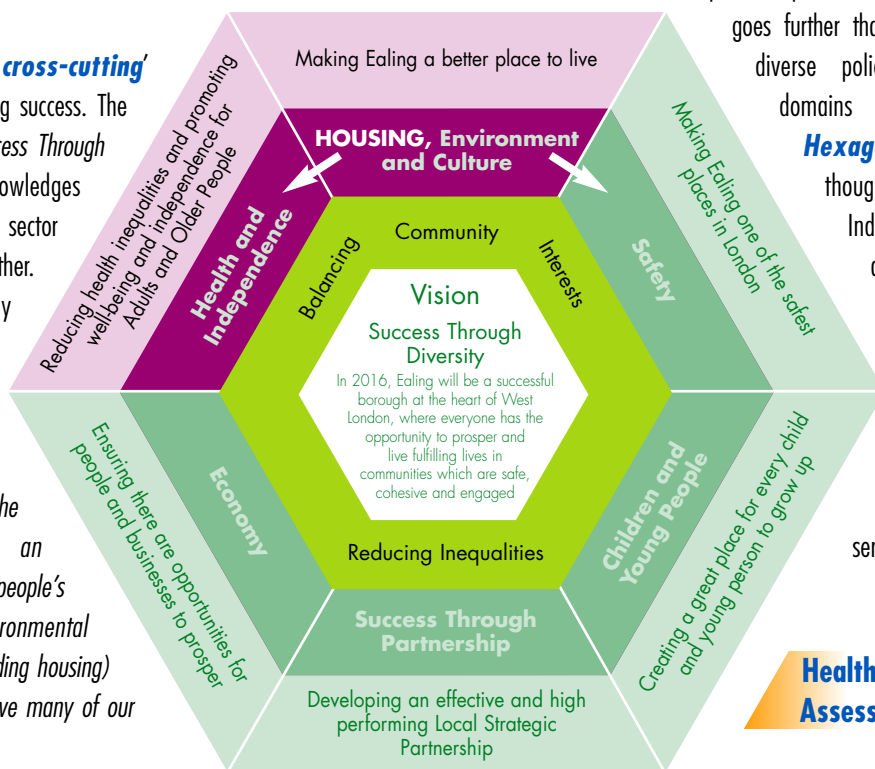 cross-cutting'
g success. The
ess Through
owledges
sector
ther.
y
he
an
people's
ronmental
ding housing)
ve many of our
Making Ealing a better place to live
HOUSING, Environment
and Culture
Reducing health inequalities and promoting
well-being and independence for
Adults and Older People
Health and
Independence
Making Ealing one of the safest
places in London
Safety
Balancing
Community
Interests
Vision
Success Through
Diversity
In 2016, Ealing will be a successful
borough at the heart of West
London, where everyone has the
opportunity to prosper and
live fulfilling lives in
communities which are safe,
cohesive and engaged
Reducing Inequalities
Ensuring there are opportunities for
people and businesses to prosper
Economy
Children and
Young People
Creating a great place for every child
and young person to grow up
Success Through
Partnership
Developing an effective and high
performing Local Strategic
Partnership
goes further tha
diverse polic
domains
Hexag
thoug
Ind
ser
Health
Assess